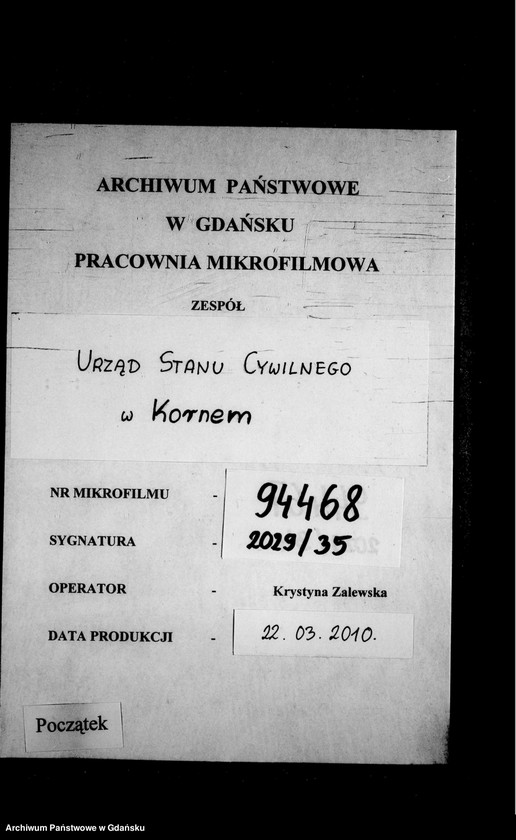 ARCHIWUM PAŃSTWOWE
W GDAŃSKU
PRACOWNIA MIKROFILMOWA
ZESPÓŁ
URZĄD STANU CYWILNEGO
w Kornem
NR MIKROFILMU - 94468
SYGNATURA - 2029/35
OPERATOR - Krystyna Zalewska
DATA PRODUKCJI - 22. 03. 2010.
Początek
Archiwum Państwowe w Gdańsku